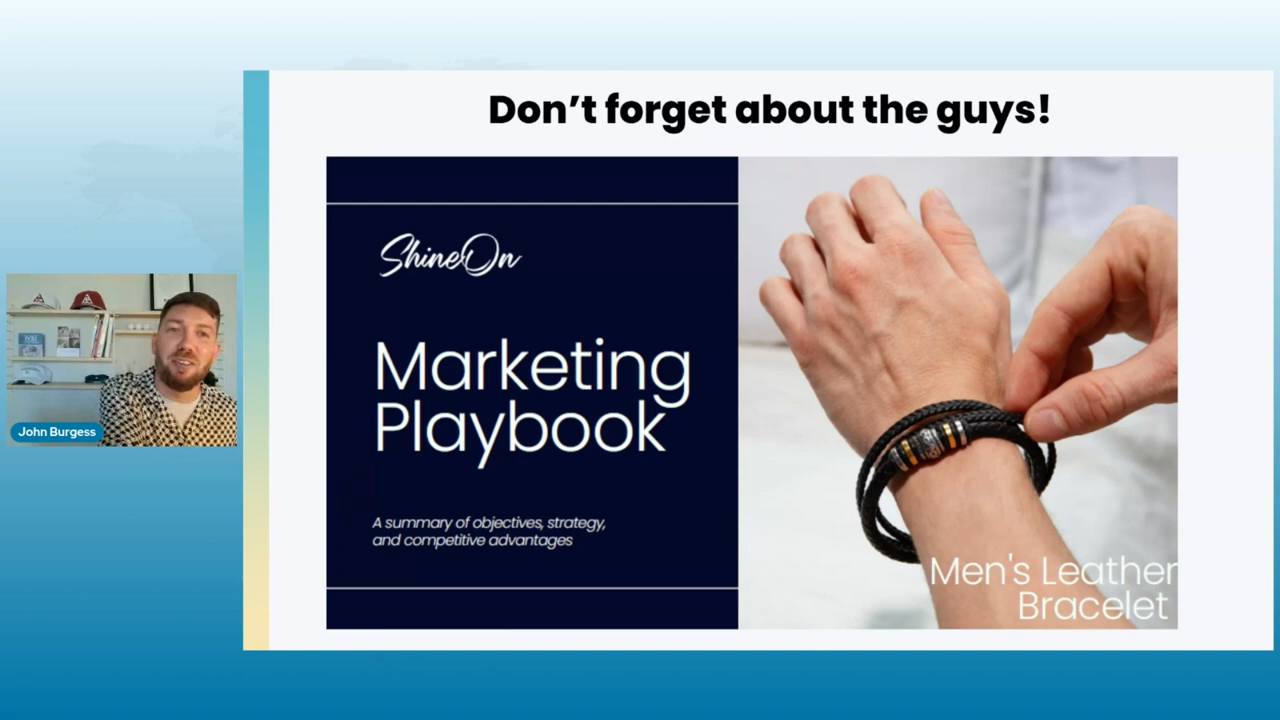 Don't forget about the guys!
ShineOn
Marketing
Playbook
A summary of objectives, strategy,
and competitive advantages
Men's Leather
Bracelet
John Burgess